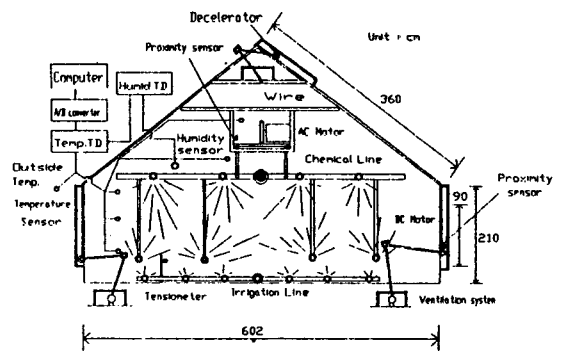 Decelerator
Unit : cm
Proximity sensor
Computer
Humid T.D
A/D converter
Wire
360
Temp. T.D
Humidity
sensor
AC Motor
Chemical Line
Outside
Temp.
Temperature
Sensor
Proximity
sensor
90
DC Motor
210
Tensiometer
Irrigation Line
Ventilation system
602